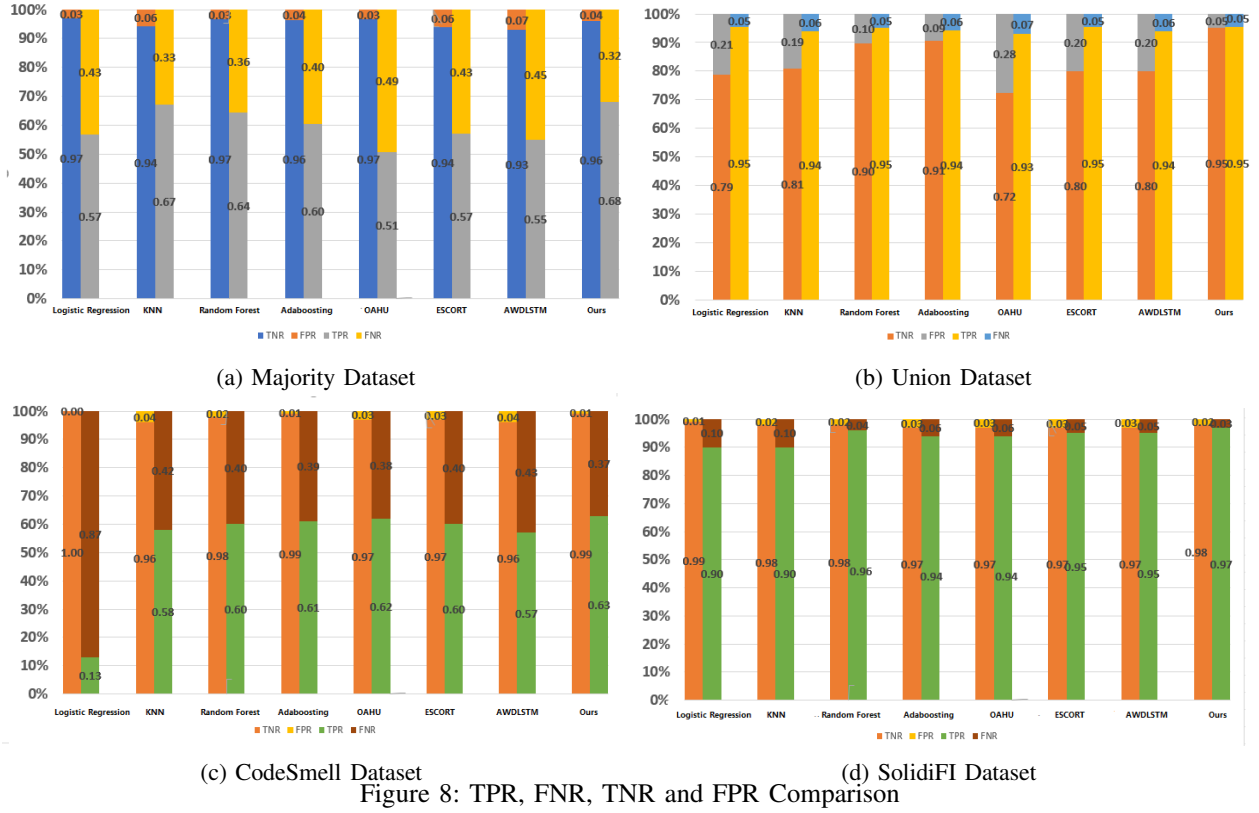 100% 90% 80% 70% 60% 50% 40% 30% 20% 10% 0%
0.03 0.06 0.03 0.04 0.03 0.06 0.07 0.04
0.43 0.33 0.36 0.40 0.49 0.43 0.45 0.32
0.97 0.94 0.97 0.96 0.97 0.94 0.93 0.96
0.57 0.67 0.64 0.60 0.51 0.57 0.55 0.68
Logistic Regression KNN Random Forest Adaboosting OAHU ESCORT AWDLSTM Ours
TNR FPR TPR FNR
(a) Majority Dataset
100% 90% 80% 70% 60% 50% 40% 30% 20% 10% 0%
0.05 0.06 0.05 0.06 0.07 0.05 0.06 0.05 0.05
0.21 0.19 0.10 0.09 0.28 0.20 0.20
0.79 0.95 0.81 0.94 0.90 0.95 0.91 0.94 0.72 0.93 0.80 0.95 0.80 0.94 0.95 0.95
Logistic Regression KNN Random Forest Adaboosting OAHU ESCORT AWDLSTM Ours
TNR FPR TPR FNR
(b) Union Dataset
100% 90% 80% 70% 60% 50% 40% 30% 20% 10% 0%
0.00 0.04 0.02 0.01 0.03 0.03 0.04 0.01
0.87 0.42 0.40 0.39 0.38 0.40 0.43 0.37
1.00 0.96 0.98 0.99 0.97 0.97 0.96 0.99
0.13 0.58 0.60 0.61 0.62 0.60 0.57 0.63
Logistic Regression KNN Random Forest Adaboosting OAHU ESCORT AWDLSTM Ours
TNR FPR TPR FNR
(c) CodeSmell Dataset
100% 90% 80% 70% 60% 50% 40% 30% 20% 10% 0%
0.01 0.02 0.02 0.03 0.03 0.03 0.03 0.02
0.10 0.10 0.04 0.06 0.06 0.05 0.05 0.03
0.99 0.98 0.98 0.97 0.97 0.97 0.97 0.98
0.90 0.90 0.96 0.94 0.94 0.95 0.95 0.97
Logistic Regression KNN Random Forest Adaboosting OAHU ESCORT AWDLSTM Ours
TNR FPR TPR FNR
(d) SolidiFI Dataset
Figure 8: TPR, FNR, TNR and FPR Comparison